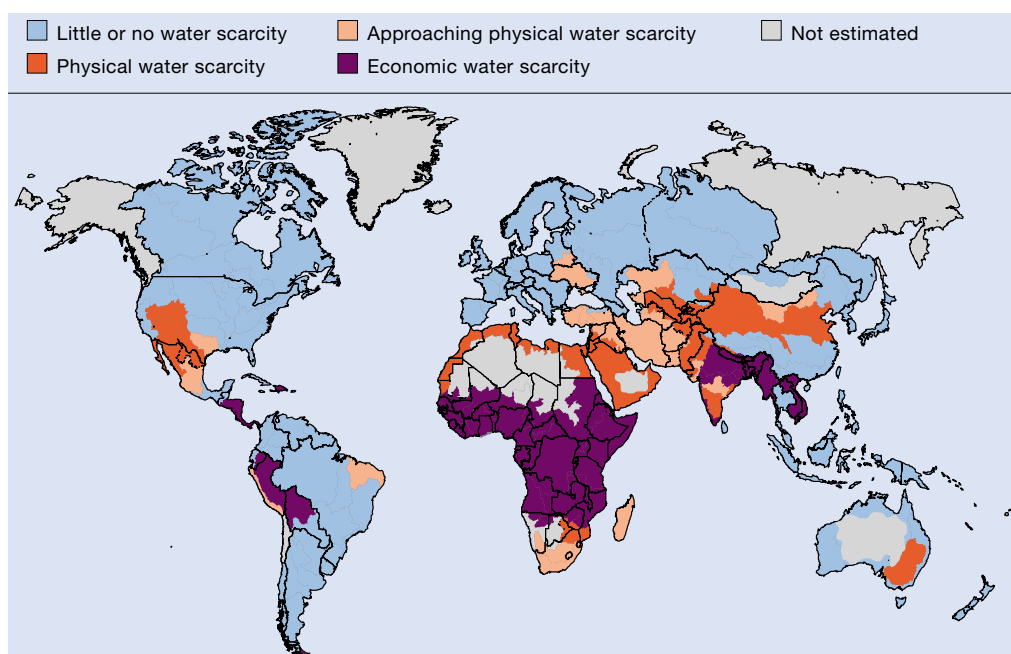 Little or no water scarcity
Approaching physical water scarcity
Not estimated
Physical water scarcity
Economic water scarcity